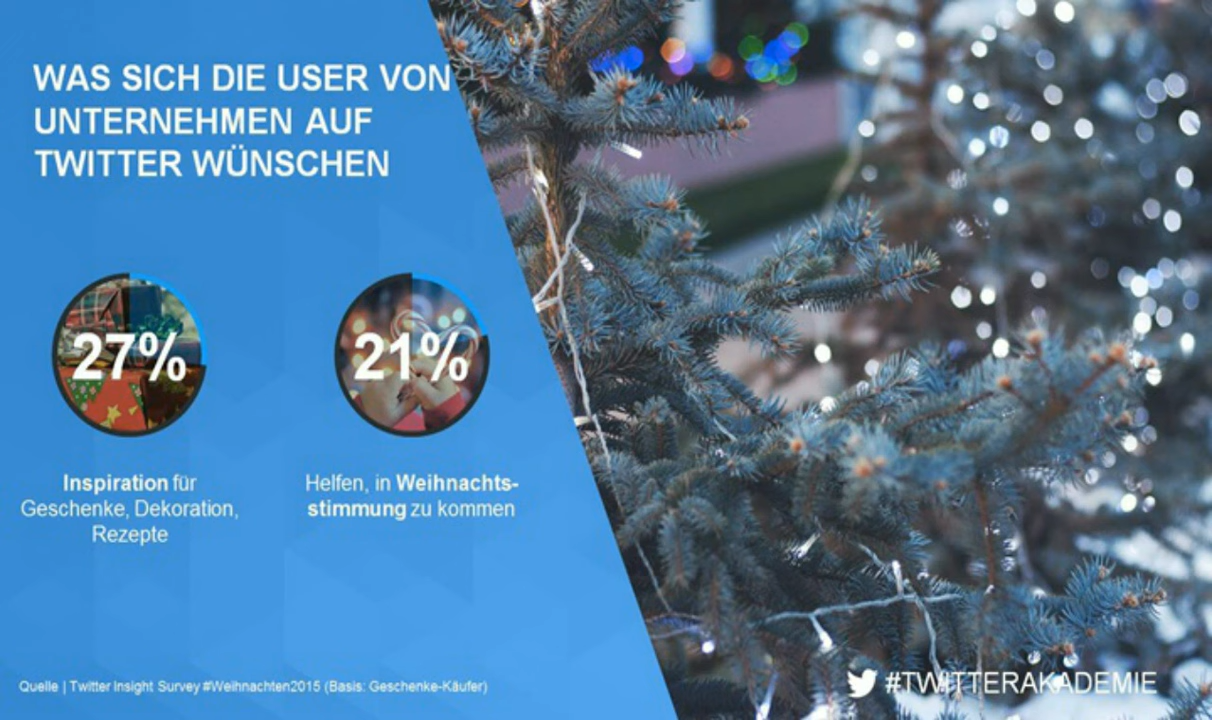 WAS SICH DIE USER VON
UNTERNEHMEN AUF
TWITTER WÜNSCHEN
27%
21%
Inspiration für
Geschenke, Dekoration,
Rezepte
Helfen, in Weihnachts-
stimmung zu kommen
Quelle | Twitter Insight Survey #Weihnachten2015 (Basis: Geschenke-Käufer)
#TWITTERAKADEMIE